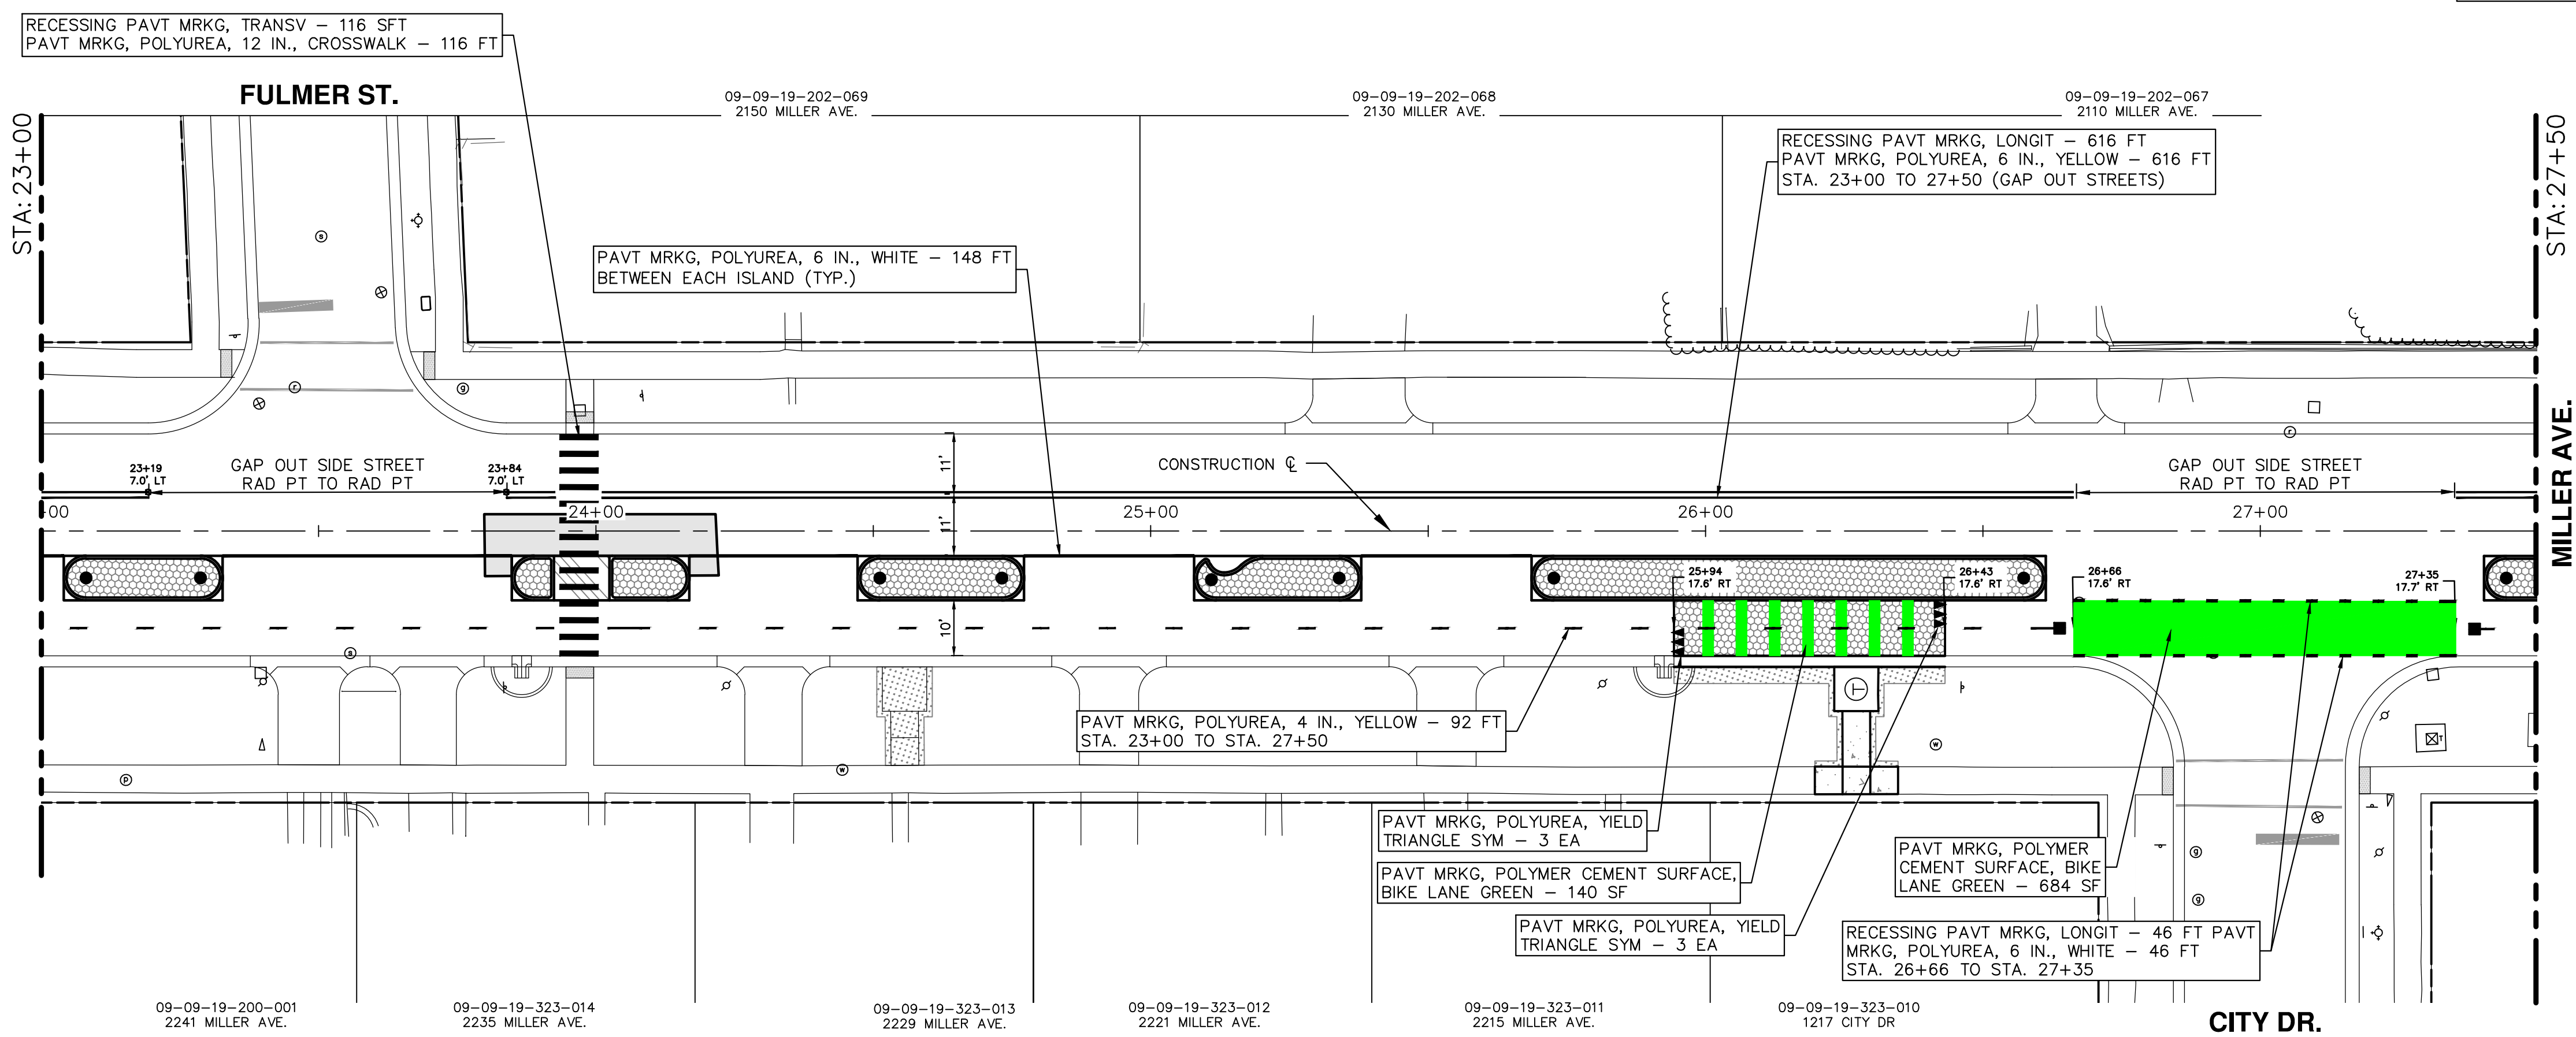 RECESSING PAVT MRKG, TRANSV – 116 SFT
PAVT MRKG, POLYUREA, 12 IN., CROSSWALK – 116 FT
FULMER ST.
09-09-19-202-069
2150 MILLER AVE.
09-09-19-202-068
2130 MILLER AVE.
09-09-19-202-067
2110 MILLER AVE.
STA: 23+00
STA: 27+50
RECESSING PAVT MRKG, LONGIT – 616 FT
PAVT MRKG, POLYUREA, 6 IN., YELLOW – 616 FT
STA. 23+00 TO 27+50 (GAP OUT STREETS)
PAVT MRKG, POLYUREA, 6 IN., WHITE – 148 FT
BETWEEN EACH ISLAND (TYP.)
MILLER AVE.
23+19
7.0' LT
GAP OUT SIDE STREET
RAD PT TO RAD PT
23+84
7.0' LT
11'
CONSTRUCTION ℄
GAP OUT SIDE STREET
RAD PT TO RAD PT
+00
24+00
11'
25+00
26+00
27+00
25+94
17.6' RT
26+43
17.6' RT
26+66
17.6' RT
27+35
17.7' RT
10'
PAVT MRKG, POLYUREA, 4 IN., YELLOW – 92 FT
STA. 23+00 TO STA. 27+50
PAVT MRKG, POLYUREA, YIELD
TRIANGLE SYM – 3 EA
PAVT MRKG, POLYMER CEMENT SURFACE,
BIKE LANE GREEN – 140 SF
PAVT MRKG, POLYUREA, YIELD
TRIANGLE SYM – 3 EA
PAVT MRKG, POLYMER
CEMENT SURFACE, BIKE
LANE GREEN – 684 SF
RECESSING PAVT MRKG, LONGIT – 46 FT PAVT
MRKG, POLYUREA, 6 IN., WHITE – 46 FT
STA. 26+66 TO STA. 27+35
09-09-19-200-001
2241 MILLER AVE.
09-09-19-323-014
2235 MILLER AVE.
09-09-19-323-013
2229 MILLER AVE.
09-09-19-323-012
2221 MILLER AVE.
09-09-19-323-011
2215 MILLER AVE.
09-09-19-323-010
1217 CITY DR
CITY DR.